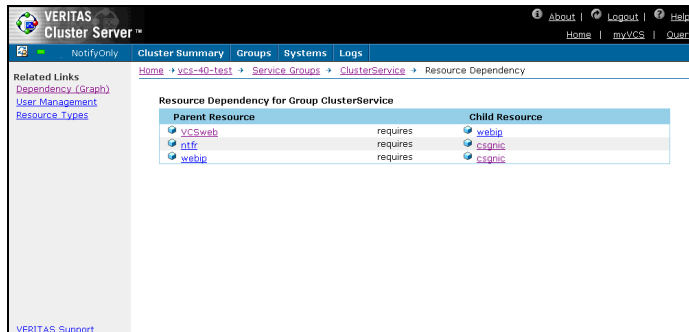 VERITAS
Cluster Server™
About | Logout | Help
Home | myVCS |
NotifyOnly
Cluster Summary Groups Systems Logs
Home → vcs-40-test → Service Groups → ClusterService → Resource Dependency
Related Links
Dependency (Graph)
User Management
Resource Types
Resource Dependency for Group ClusterService
Parent Resource Child Resource
VCSweb requires webip
ntfr requires csgnic
webip requires csgnic
VERITAS Support